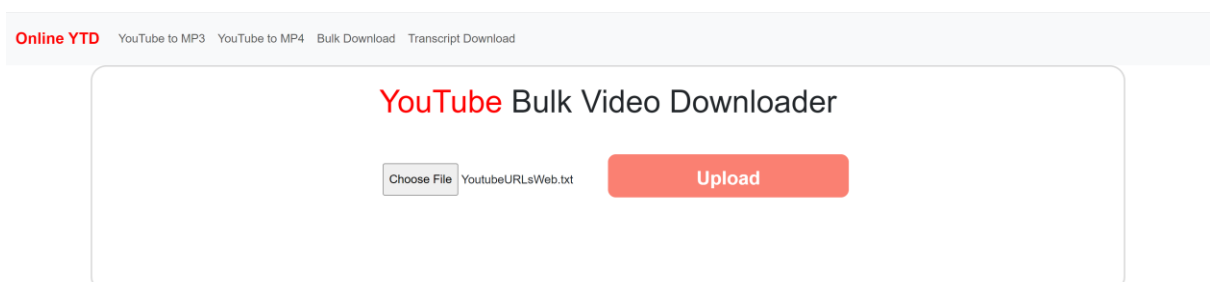 Online YTD YouTube to MP3 YouTube to MP4 Bulk Download Transcript Download
YouTube Bulk Video Downloader
Choose File YoutubeURLsWeb.txt Upload